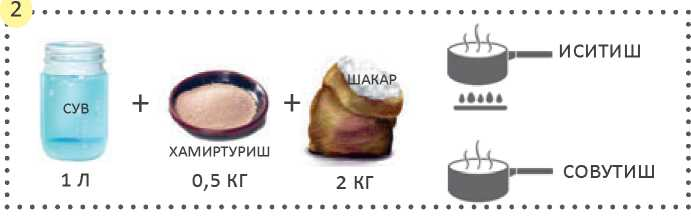 2
СУВ
+
ХАМИРТУРИШ
+
ШАКАР
ИСИТИШ
1 Л
0,5 КГ
2 КГ
СОВУТИШ